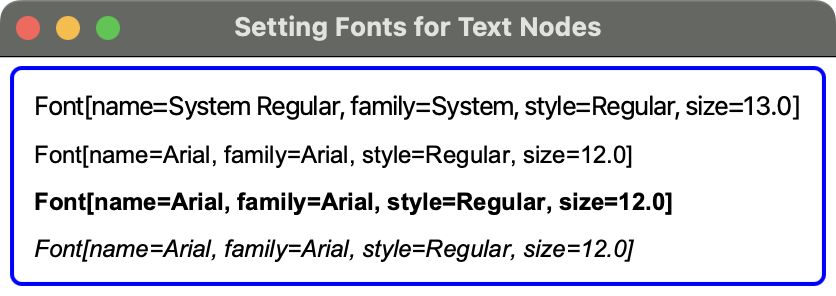 Setting Fonts for Text Nodes
Font[name=System Regular, family=System, style=Regular, size=13.0]
Font[name=Arial, family=Arial, style=Regular, size=12.0]
Font[name=Arial, family=Arial, style=Regular, size=12.0]
Font[name=Arial, family=Arial, style=Regular, size=12.0]